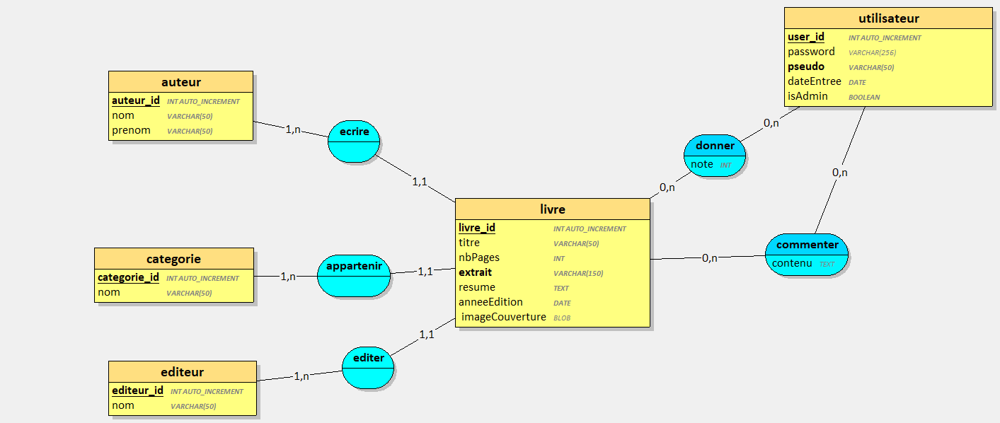 utilisateur
user_id INT AUTO_INCREMENT
password VARCHAR(256)
pseudo VARCHAR(50)
dateEntree DATE
isAdmin BOOLEAN
auteur
auteur_id INT AUTO_INCREMENT
nom VARCHAR(50)
prenom VARCHAR(50)
1,n
ecrire
1,1
0,n
donner
note INT
0,n
0,n
livre
livre_id INT AUTO_INCREMENT
titre VARCHAR(50)
nbPages INT
extrait VARCHAR(150)
resume TEXT
anneeEdition DATE
imageCouverture BLOB
0,n
commenter
contenu TEXT
categorie
categorie_id INT AUTO_INCREMENT
nom VARCHAR(50)
1,n
appartenir
1,1
1,1
editer
1,n
editeur
editeur_id INT AUTO_INCREMENT
nom VARCHAR(50)